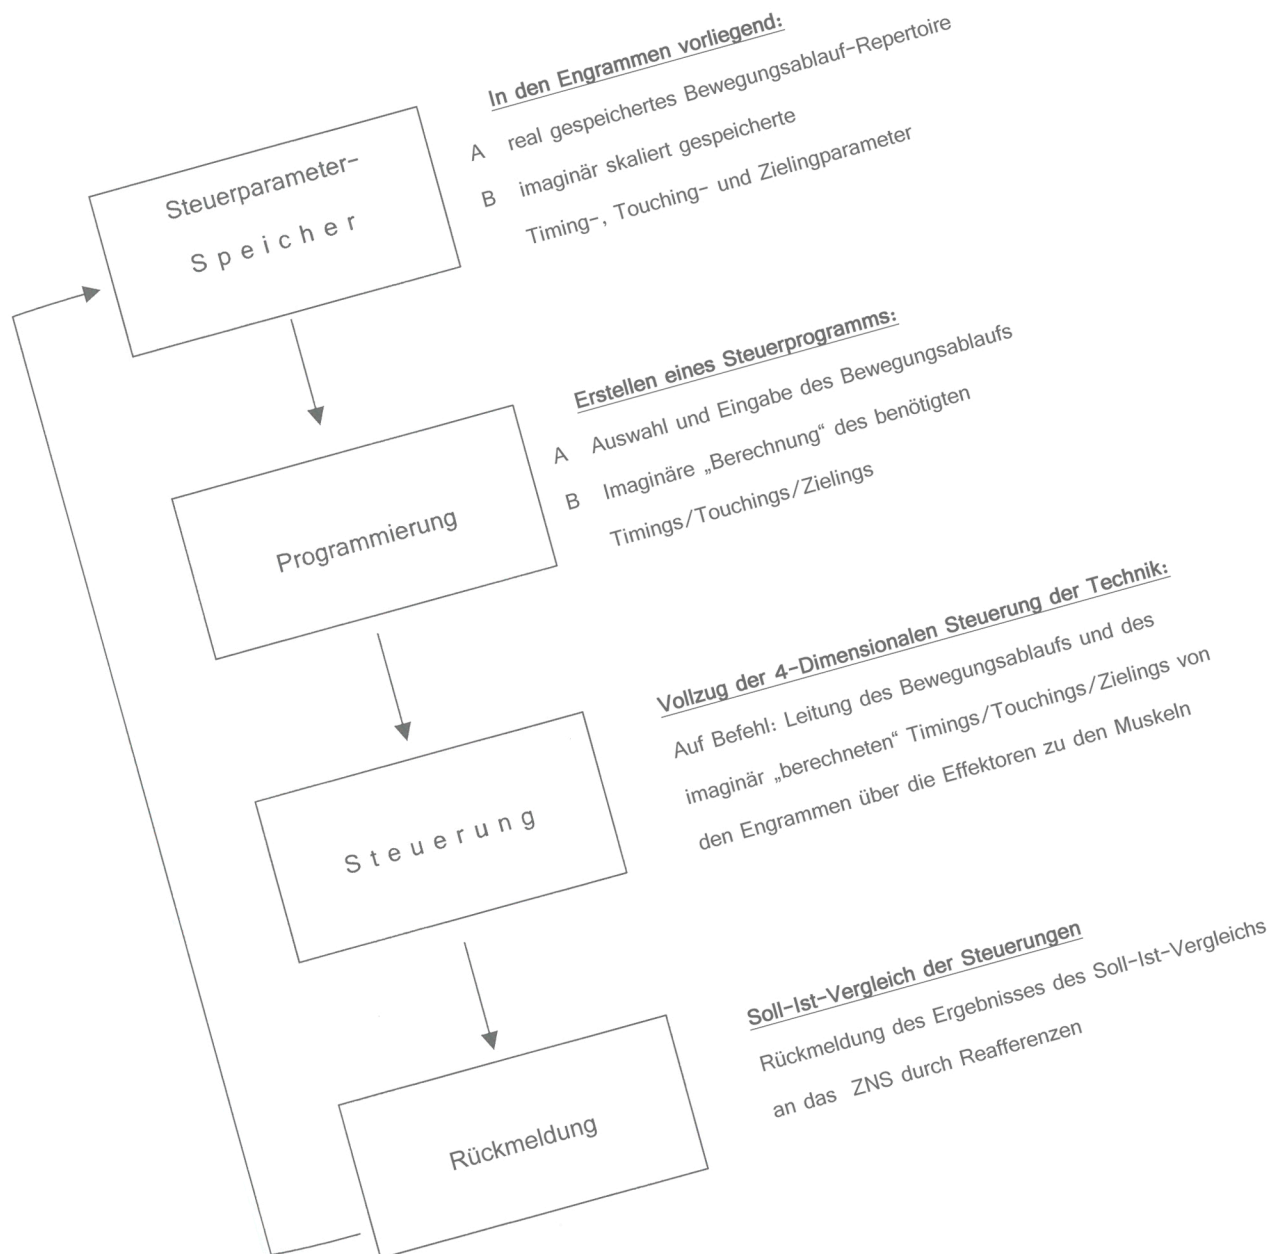 Steuerparameter-
Speicher
In den Engrammen vorliegend:
A real gespeichertes Bewegungsablauf-Repertoire
B imaginär skaliert gespeicherte
Timing-, Touching- und Zielingparameter
Programmierung
Erstellen eines Steuerprogramms:
A Auswahl und Eingabe des Bewegungsablaufs
B Imaginäre „Berechnung“ des benötigten
Timings/Touchings/Zielings
Steuerung
Vollzug der 4-Dimensionalen Steuerung der Technik:
Auf Befehl: Leitung des Bewegungsablaufs und des
imaginär „berechneten“ Timings/Touchings/Zielings von
den Engrammen über die Effektoren zu den Muskeln
Rückmeldung
Soll-Ist-Vergleich der Steuerungen
Rückmeldung des Ergebnisses des Soll-Ist-Vergleichs
an das ZNS durch Reafferenzen